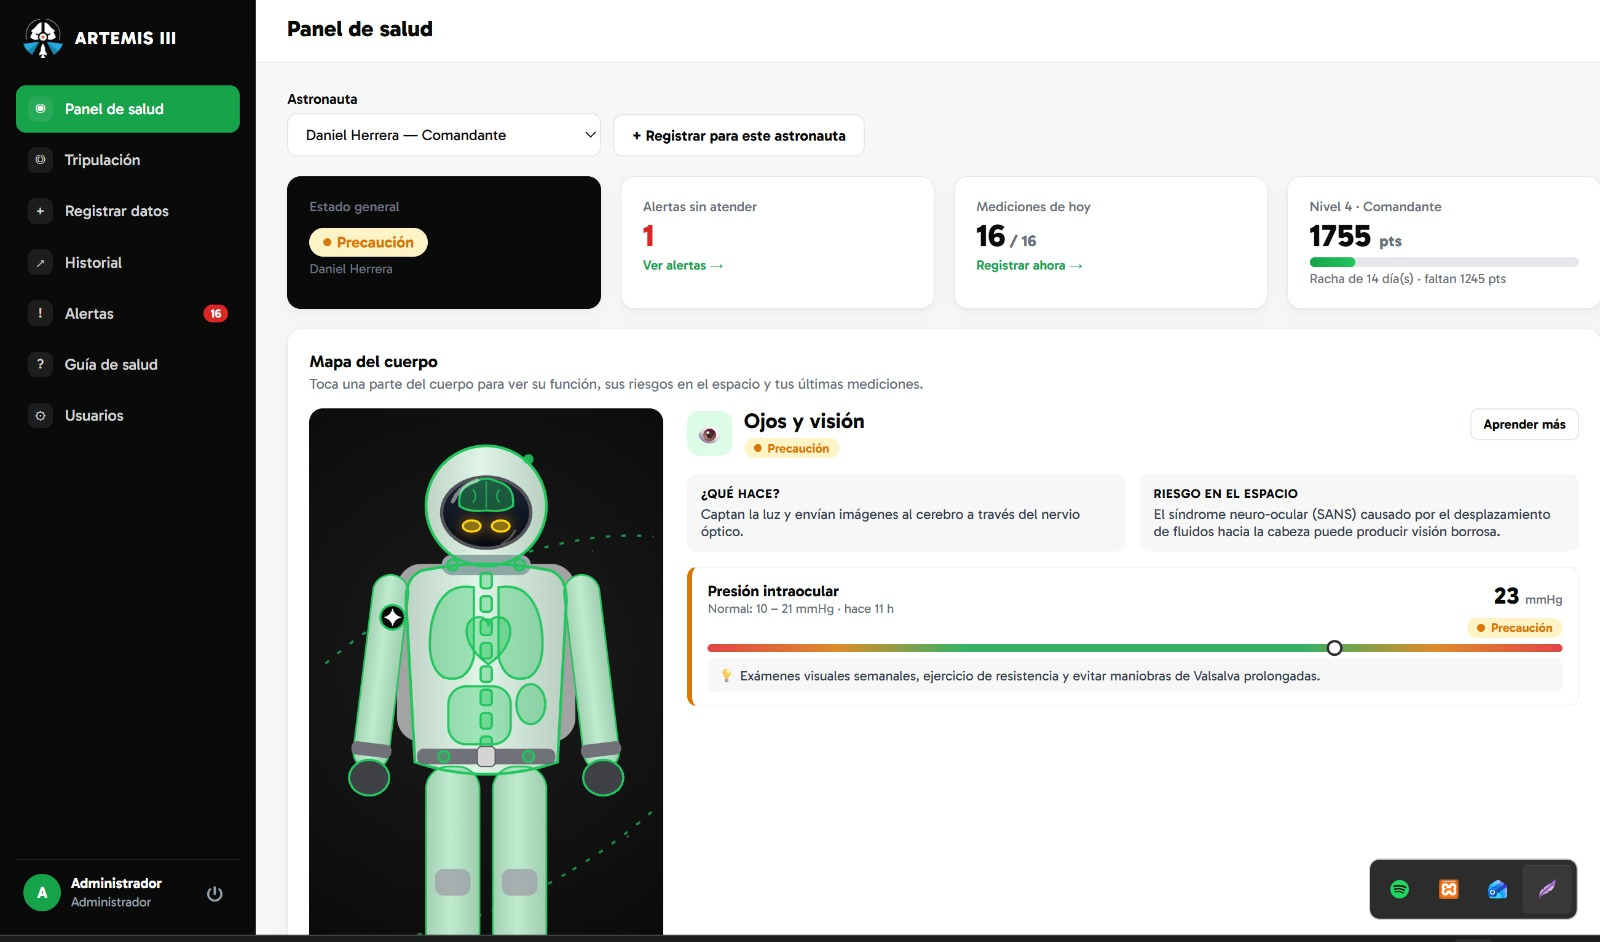 ARTEMIS III
Panel de salud
Tripulación
+ Registrar datos
Historial
! Alertas 16
? Guía de salud
Usuarios
A Administrador
Administrador
Panel de salud
Astronauta
Daniel Herrera — Comandante
+ Registrar para este astronauta
Estado general
Precaución
Daniel Herrera
Alertas sin atender
1
Ver alertas →
Mediciones de hoy
16 / 16
Registrar ahora →
Nivel 4 · Comandante
1755 pts
Racha de 14 día(s) · faltan 1245 pts
Mapa del cuerpo
Toca una parte del cuerpo para ver su función, sus riesgos en el espacio y tus últimas mediciones.
Ojos y visión
Precaución
Aprender más
¿QUÉ HACE?
Captan la luz y envían imágenes al cerebro a través del nervio
óptico.
RIESGO EN EL ESPACIO
El síndrome neuro-ocular (SANS) causado por el desplazamiento
de fluidos hacia la cabeza puede producir visión borrosa.
Presión intraocular
Normal: 10 – 21 mmHg · hace 11 h
23 mmHg
Precaución
Exámenes visuales semanales, ejercicio de resistencia y evitar maniobras de Valsalva prolongadas.